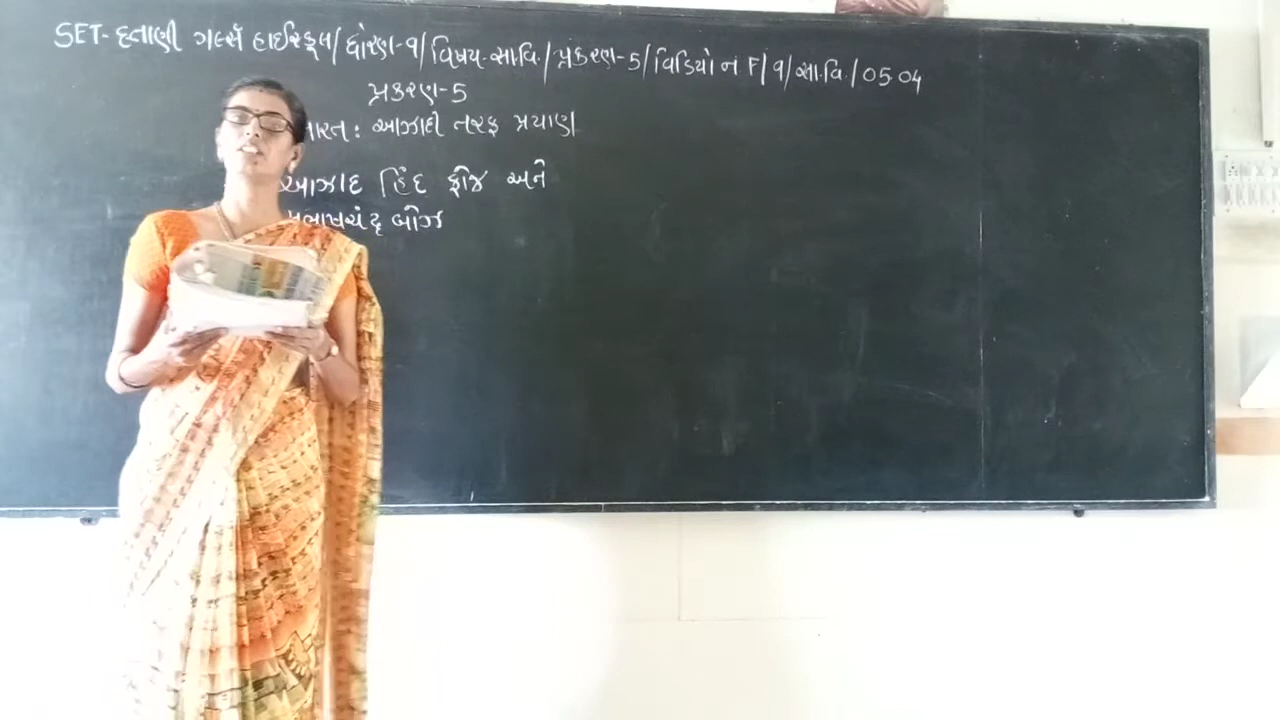 SET- દતાણી ગર્લ્સ હાઈસ્કૂલ/ધોરણ-૧/વિષય-સા.વિ./પ્રકરણ-5/વિડિયો નં F/૧/સા.વિ./05.04
પ્રકરણ-5
ભારત : આઝાદી તરફ પ્રયાણ
આઝાદ હિંદ ફોજ અને
સુભાષચંદ્ર બોઝ